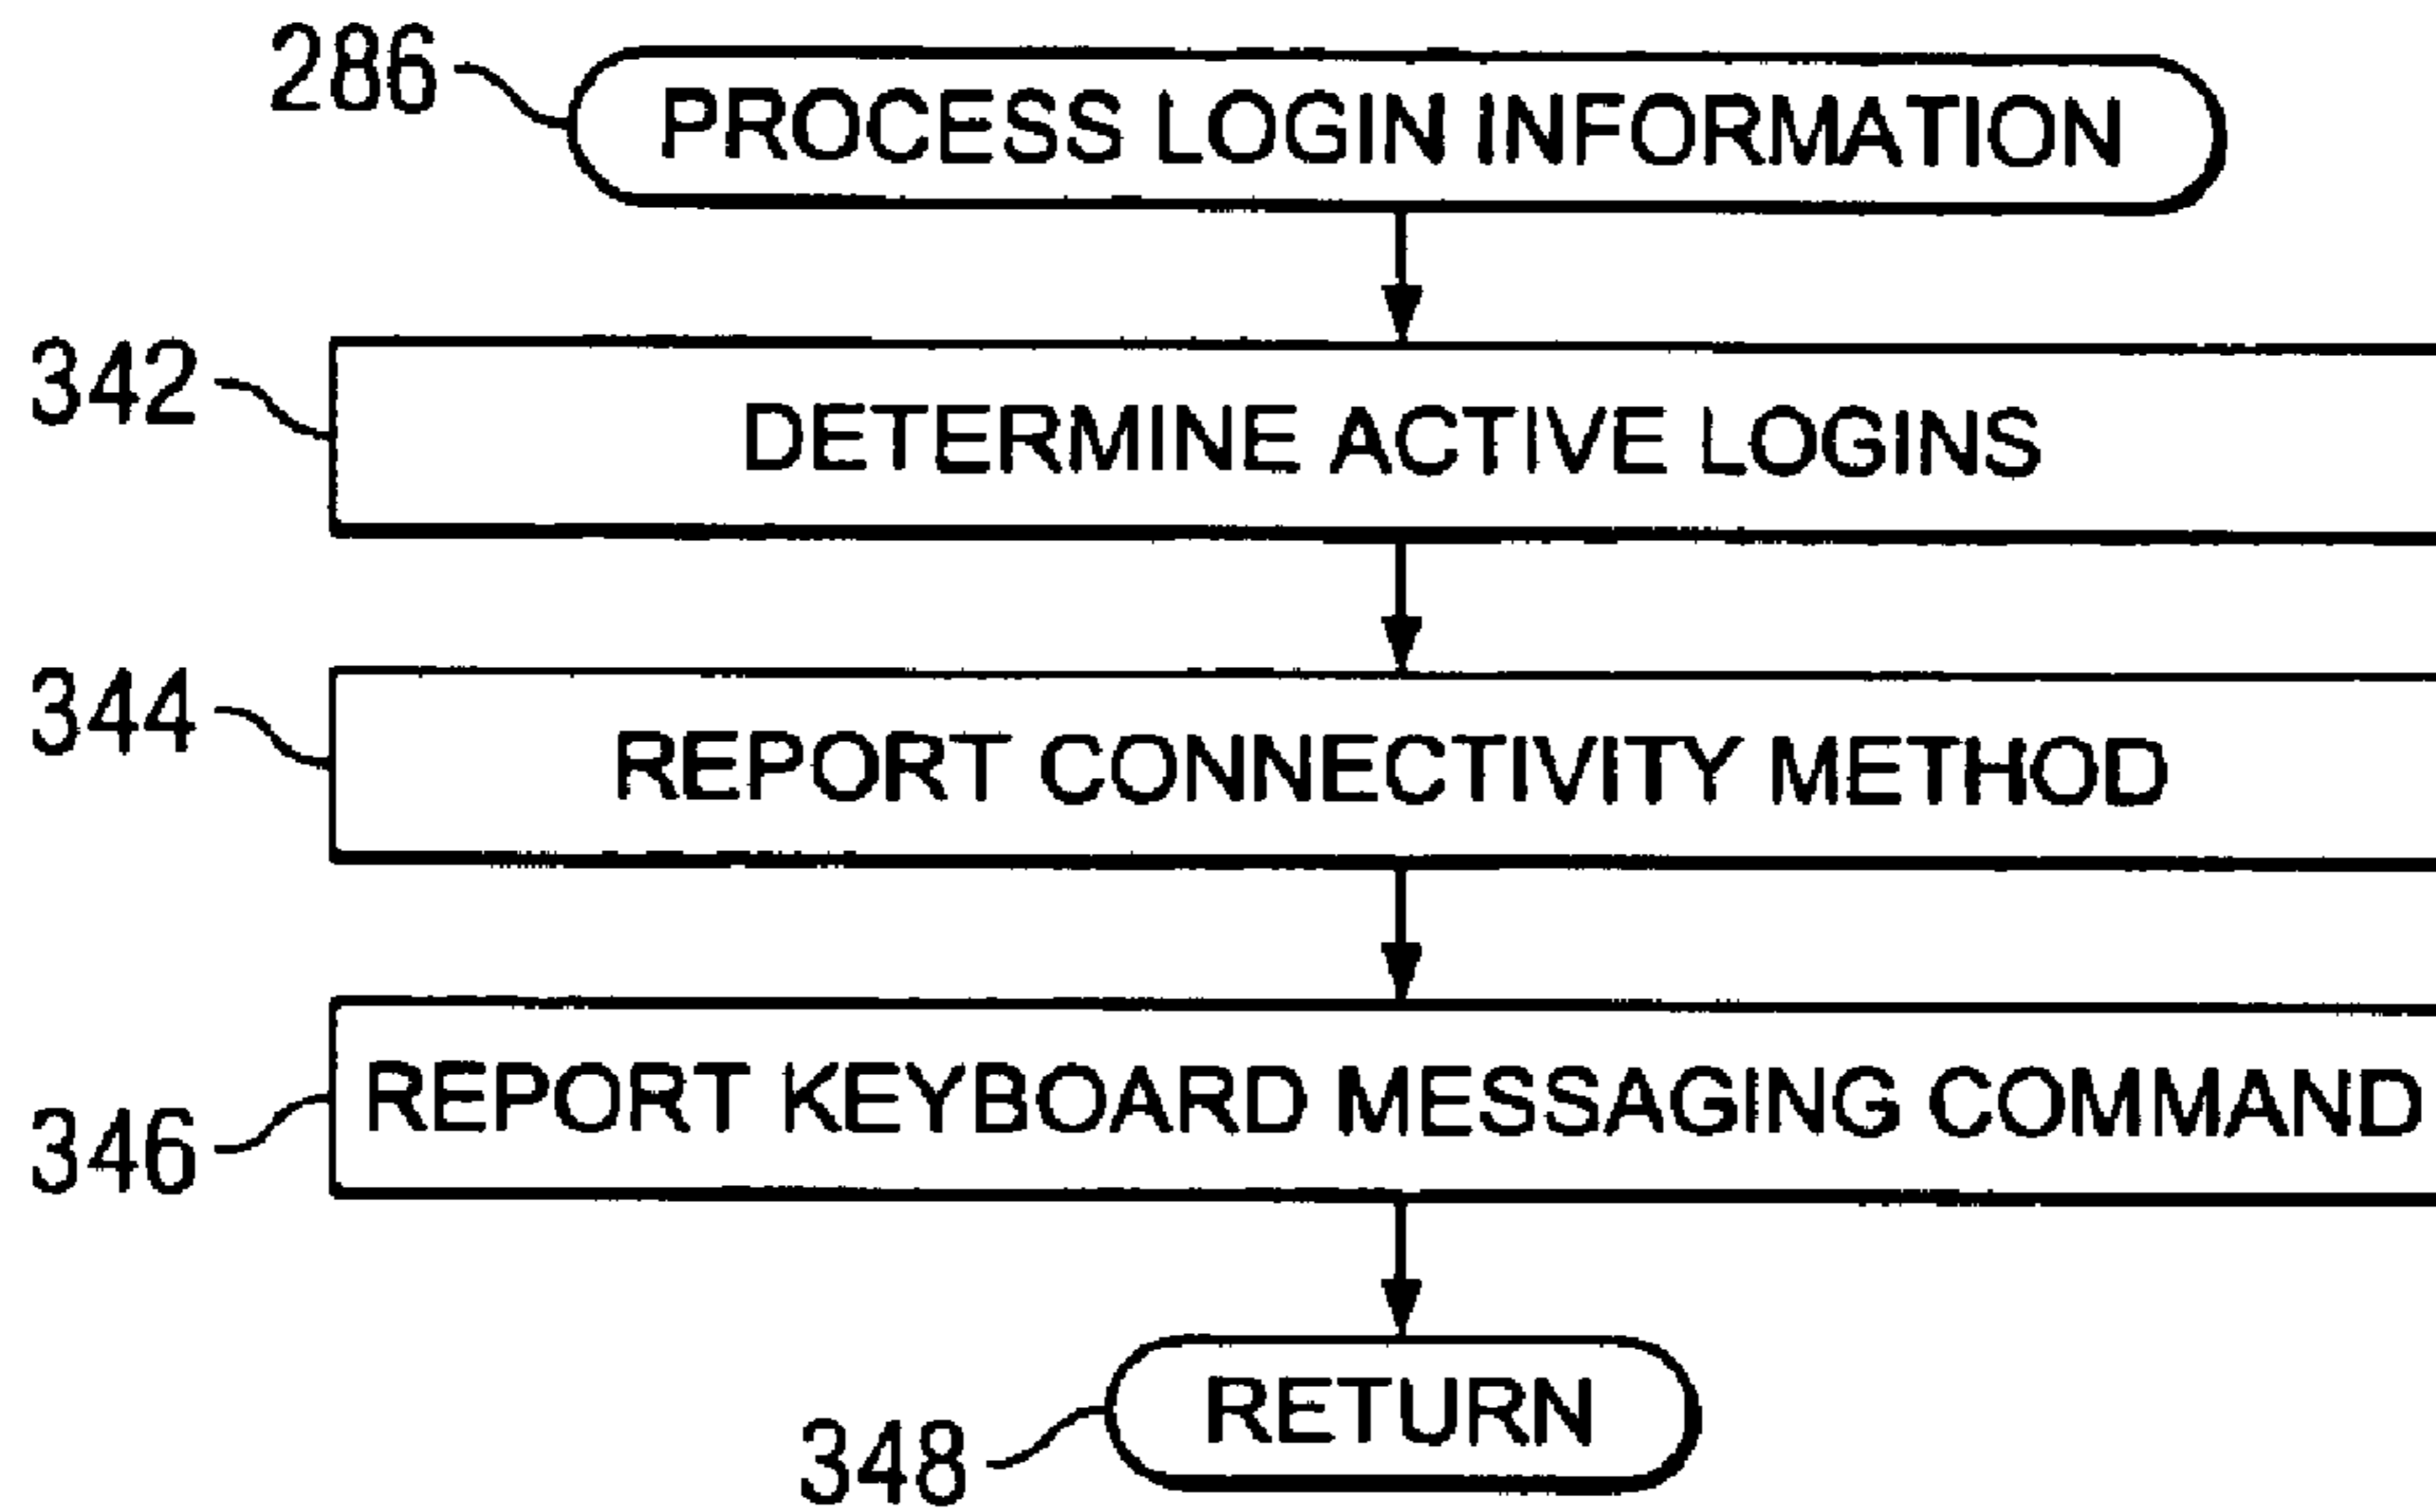 286 PROCESS LOGIN INFORMATION
342 DETERMINE ACTIVE LOGINS
344 REPORT CONNECTIVITY METHOD
346 REPORT KEYBOARD MESSAGING COMMAND
348 RETURN